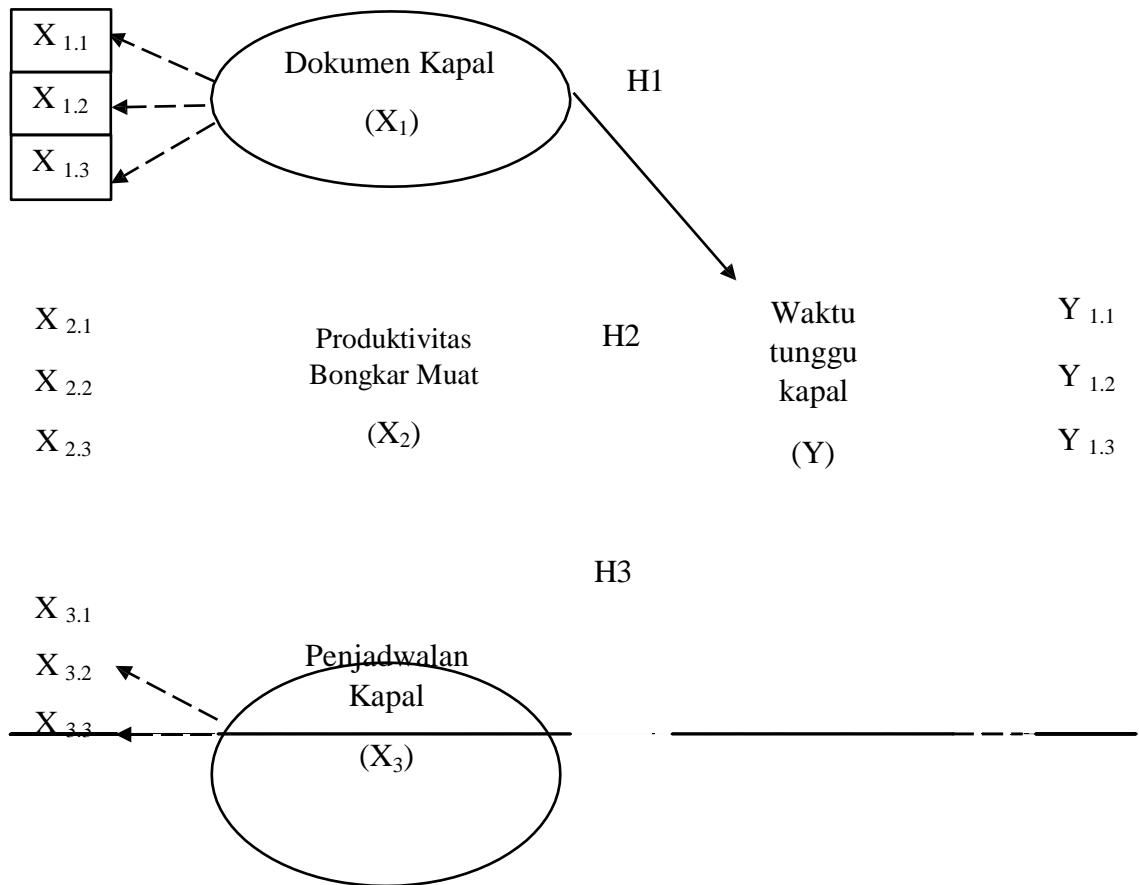 X 1.1
X 1.2
X 1.3
Dokumen Kapal
(X1)
H1
X 2.1
X 2.2
X 2.3
Produktivitas
Bongkar Muat
(X2)
H2
Waktu
tunggu
kapal
(Y)
Y 1.1
Y 1.2
Y 1.3
H3
X 3.1
X 3.2
X 3.3
Penjadwalan
Kapal
(X3)